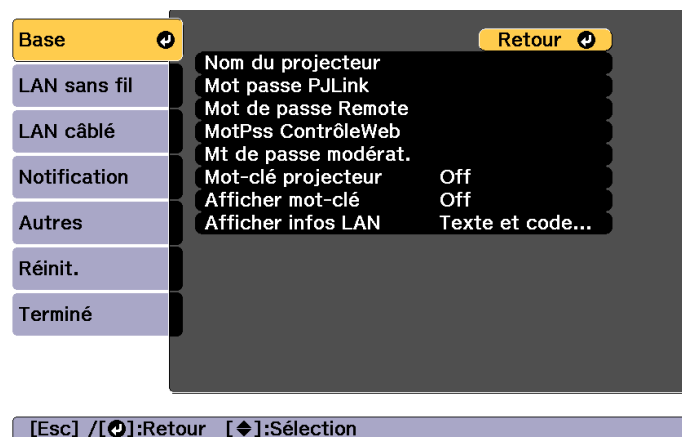 Base
Retour
Nom du projecteur
LAN sans fil
Mot passe PJLink
Mot de passe Remote
LAN câblé
MotPss ContrôleWeb
Mt de passe modérat.
Notification
Mot-clé projecteur Off
Afficher mot-clé Off
Autres
Afficher infos LAN Texte et code...
Réinit.
Terminé
[Esc] /[ ]:Retour [ ]:Sélection